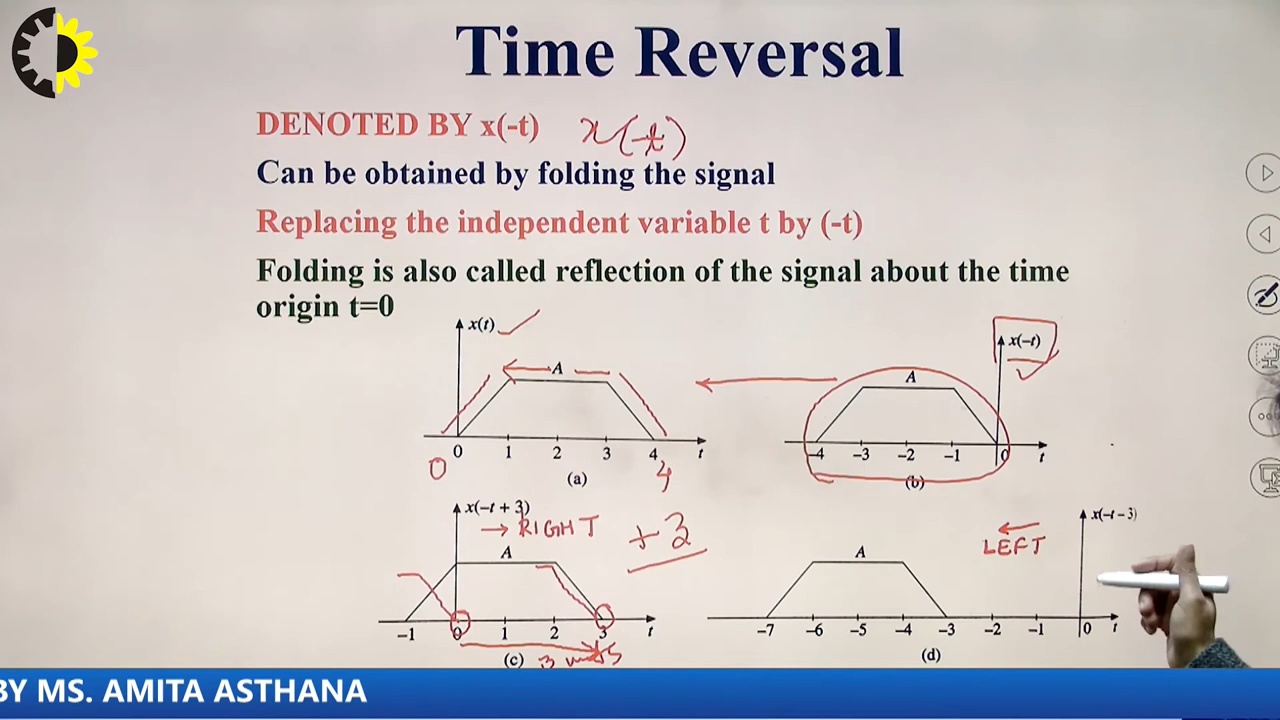 Time Reversal
DENOTED BY x(-t) x(-t)
Can be obtained by folding the signal
Replacing the independent variable t by (-t)
Folding is also called reflection of the signal about the time
origin t=0
x(t)
A
0 1 2 3 4 t
0 4
(a)
x(−t)
A
−4 −3 −2 −1 0 t
(b)
x(−t + 3)
→ RIGHT +3
A
−1 0 1 2 3 t
(c) 3 units
x(−t − 3)
← LEFT
A
−7 −6 −5 −4 −3 −2 −1 0 t
(d)
BY MS. AMITA ASTHANA